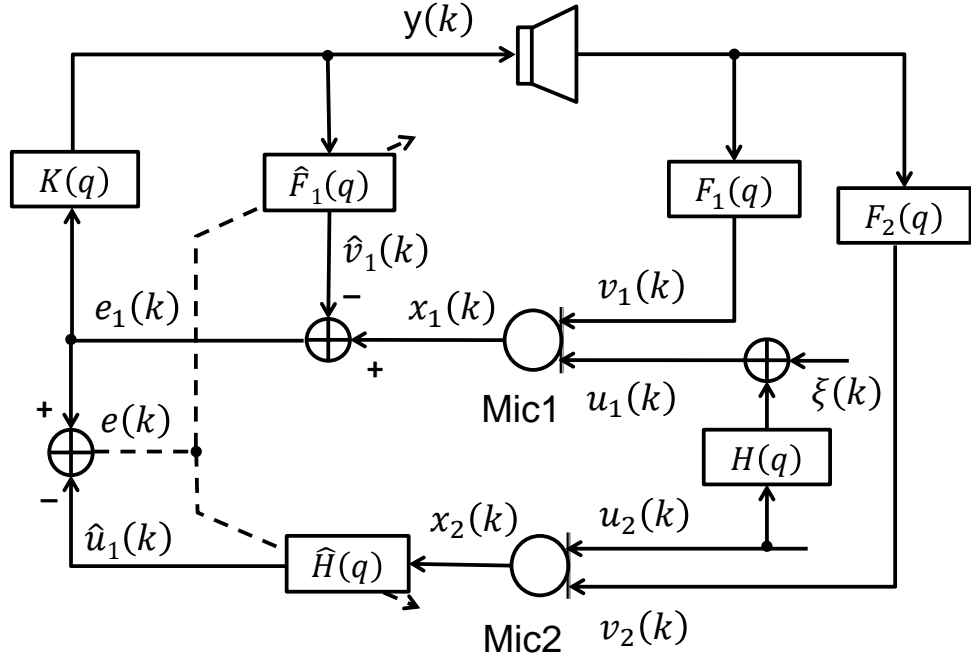 y(k)
K(q)
F̂₁(q)
F₁(q)
F₂(q)
v̂₁(k)
v₁(k)
e₁(k)
−
x₁(k)
+
Mic1
u₁(k)
ξ(k)
+
e(k)
H(q)
−
û₁(k)
x₂(k)
u₂(k)
Ĥ(q)
Mic2
v₂(k)